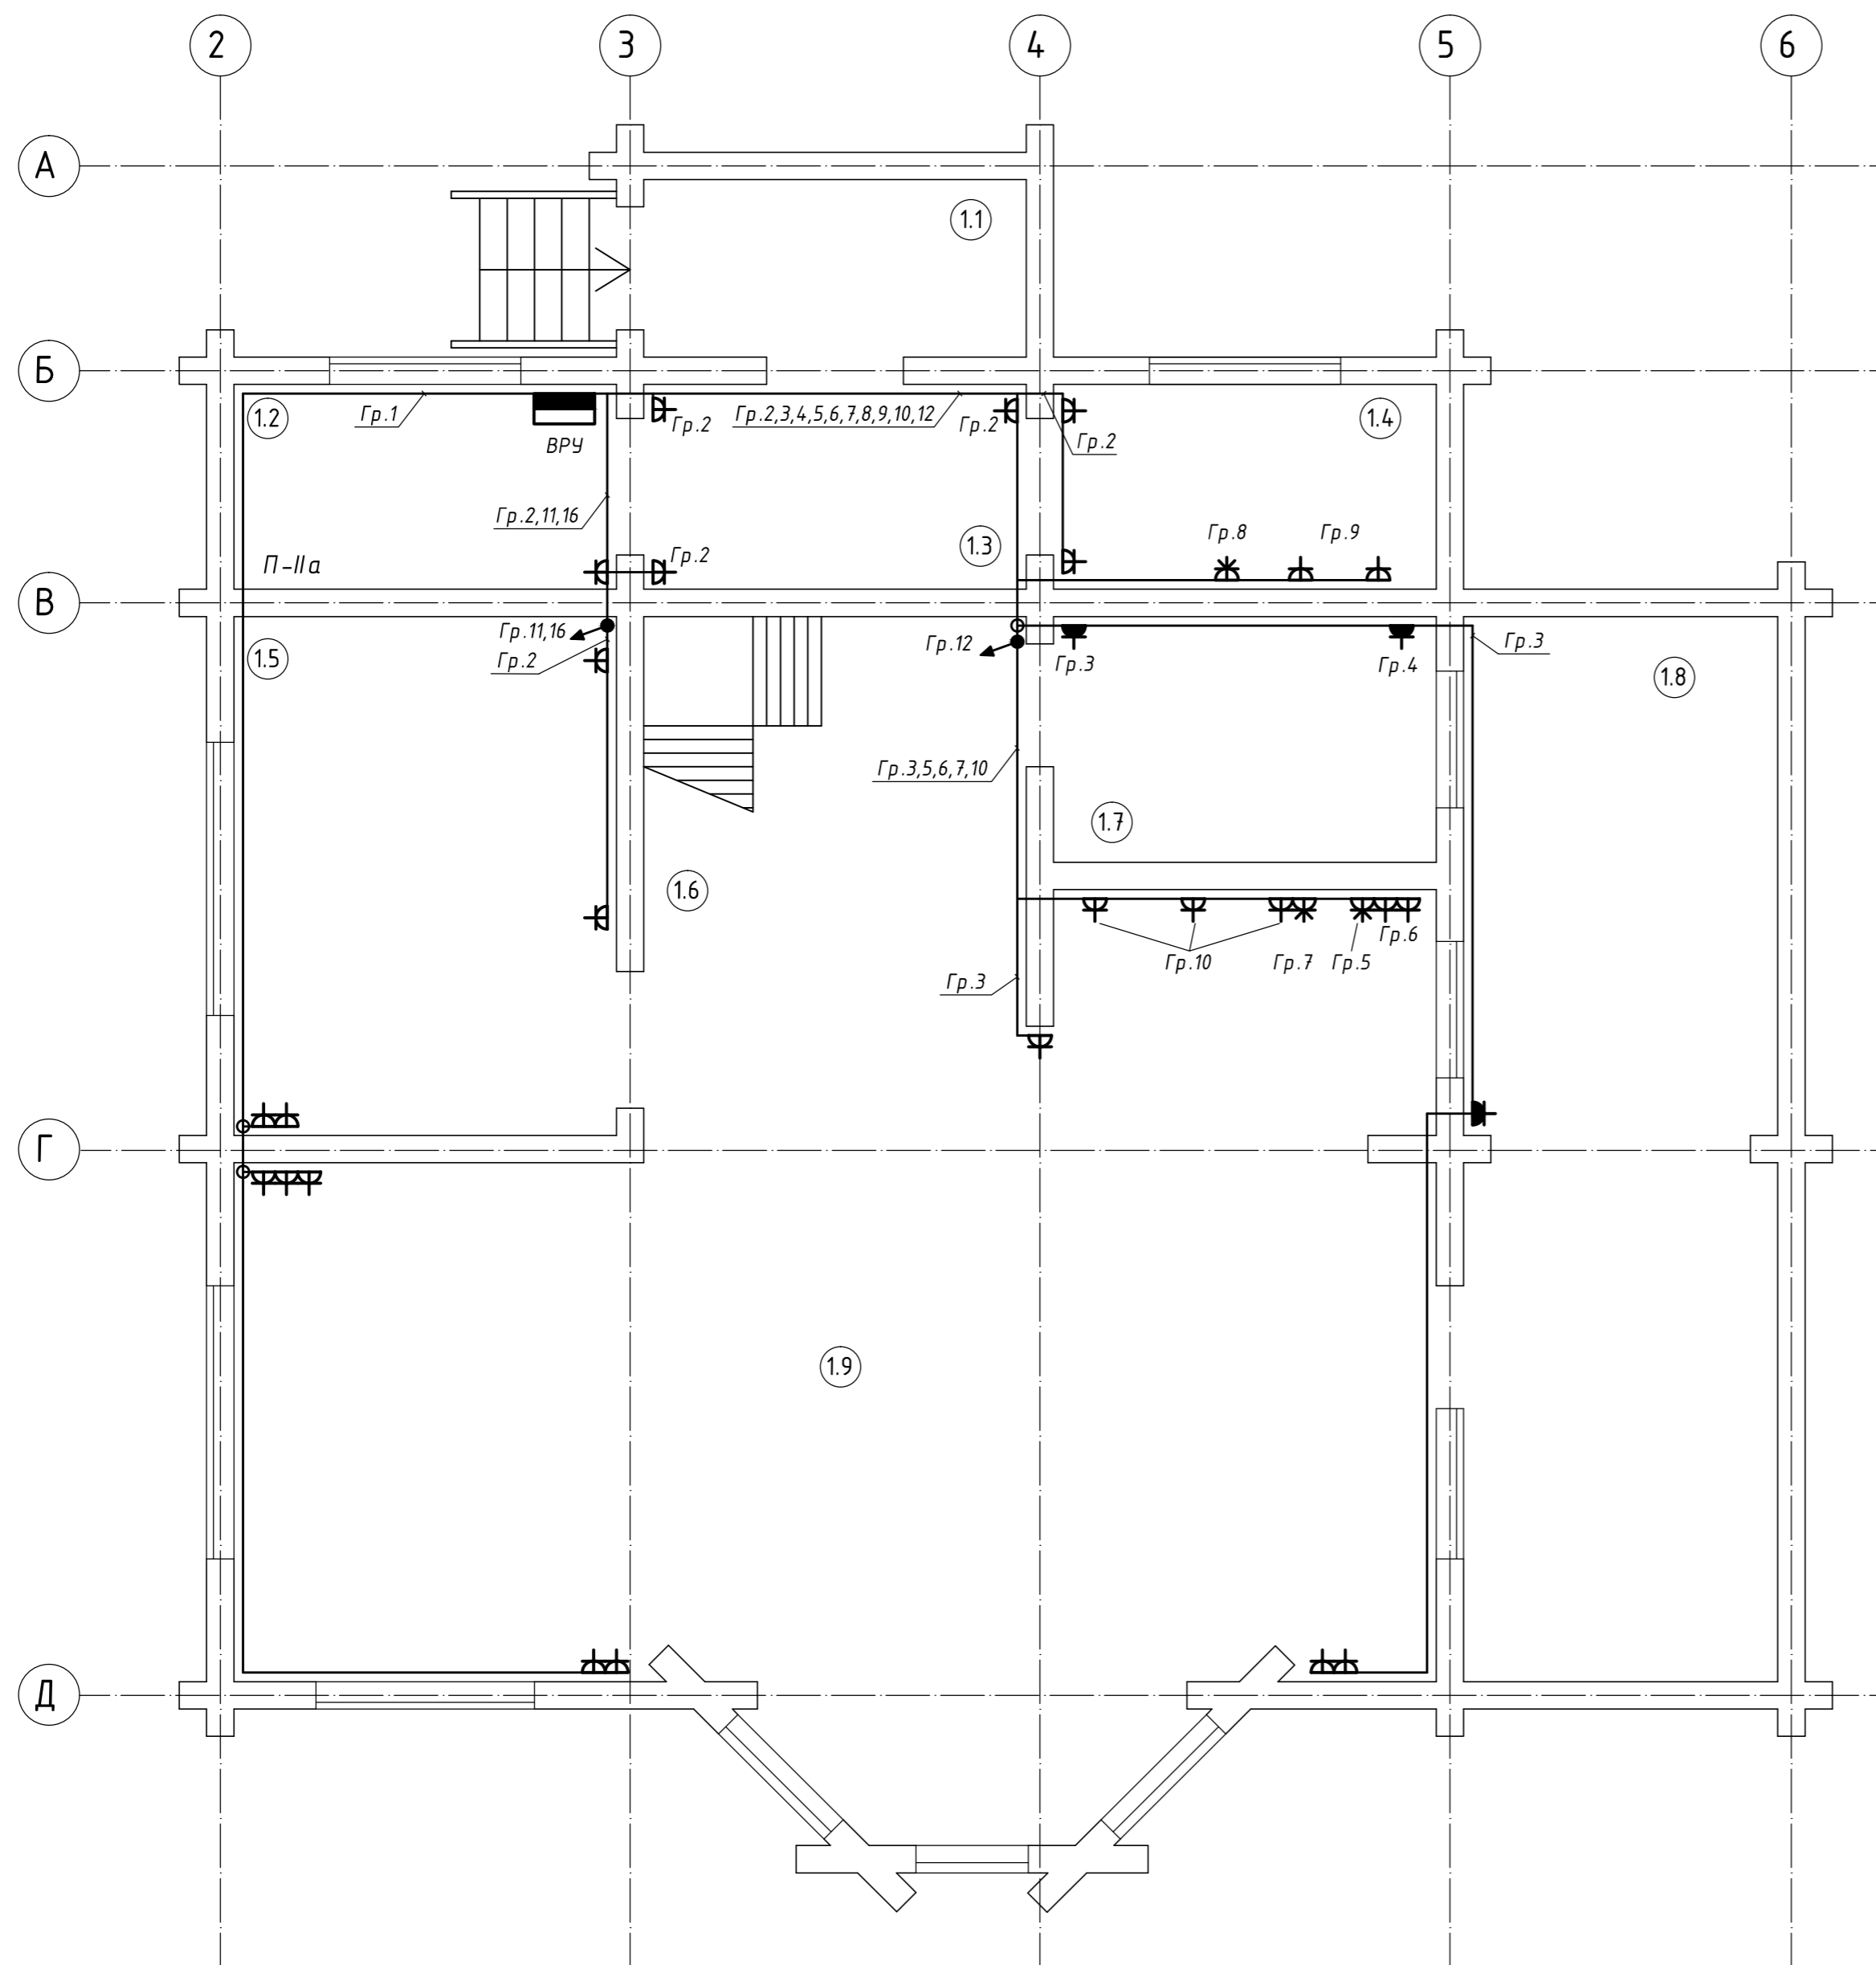 2
3
4
5
6
А
1.1
Б
1.2
Гр.1
ВРУ
Гр.2
Гр.2,3,4,5,6,7,8,9,10,12
Гр.2
Гр.2
1.4
Гр.2,11,16
П-IIа
Гр.2
1.3
Гр.8
Гр.9
В
1.5
Гр.11,16
Гр.2
Гр.12
Гр.3
Гр.4
Гр.3
1.8
Гр.3,5,6,7,10
1.7
1.6
Гр.10
Гр.7
Гр.5
Гр.6
Гр.3
Г
1.9
Д